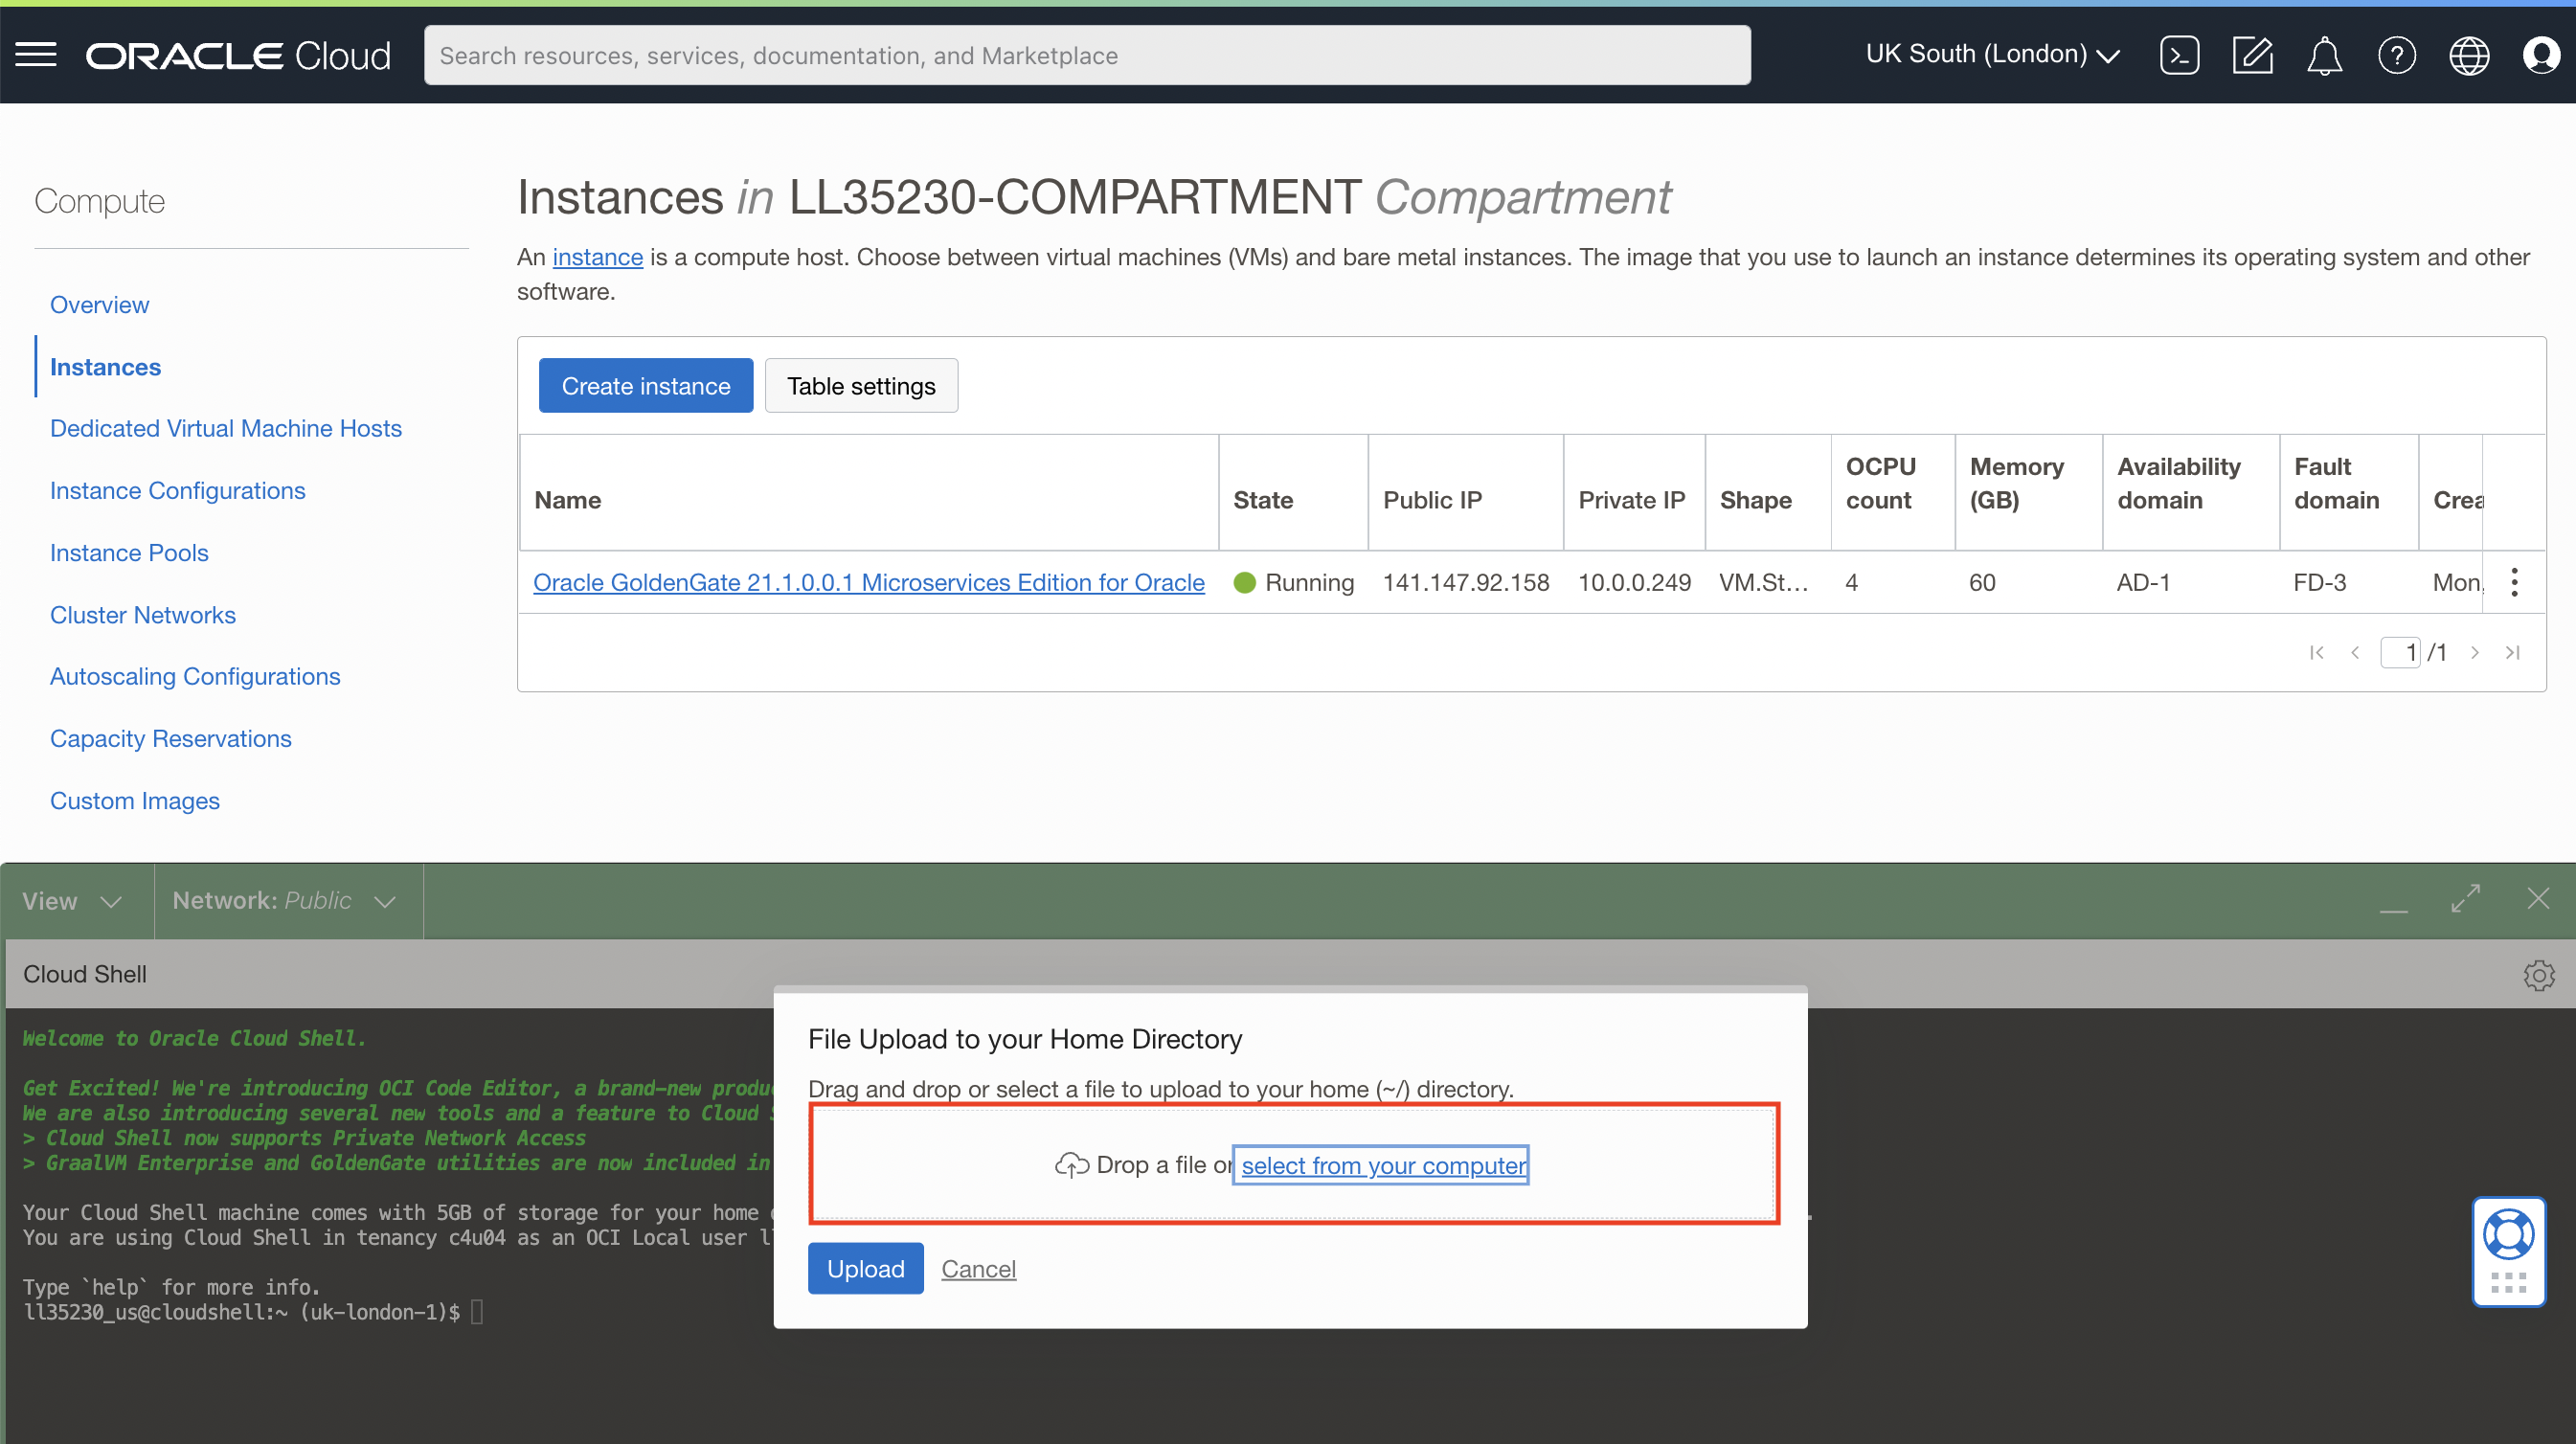 ORACLE Cloud
Search resources, services, documentation, and Marketplace
UK South (London)
Compute
Overview
Instances
Dedicated Virtual Machine Hosts
Instance Configurations
Instance Pools
Cluster Networks
Autoscaling Configurations
Capacity Reservations
Custom Images
Instances in LL35230-COMPARTMENT Compartment
An instance is a compute host. Choose between virtual machines (VMs) and bare metal instances. The image that you use to launch an instance determines its operating system and other
software.
Create instance Table settings
Name State Public IP Private IP Shape OCPU count Memory (GB) Availability domain Fault domain Crea
Oracle GoldenGate 21.1.0.0.1 Microservices Edition for Oracle Running 141.147.92.158 10.0.0.249 VM.St... 4 60 AD-1 FD-3 Mon,
1 /1
View Network: Public
Cloud Shell
Welcome to Oracle Cloud Shell.
Get Excited! We're introducing OCI Code Editor, a brand-new produ
We are also introducing several new tools and a feature to Cloud
> Cloud Shell now supports Private Network Access
> GraalVM Enterprise and GoldenGate utilities are now included in
Your Cloud Shell machine comes with 5GB of storage for your home
You are using Cloud Shell in tenancy c4u04 as an OCI Local user
Type `help` for more info.
ll35230_us@cloudshell:~ (uk-london-1)$
File Upload to your Home Directory
Drag and drop or select a file to upload to your home (~/) directory.
Drop a file or select from your computer
Upload Cancel